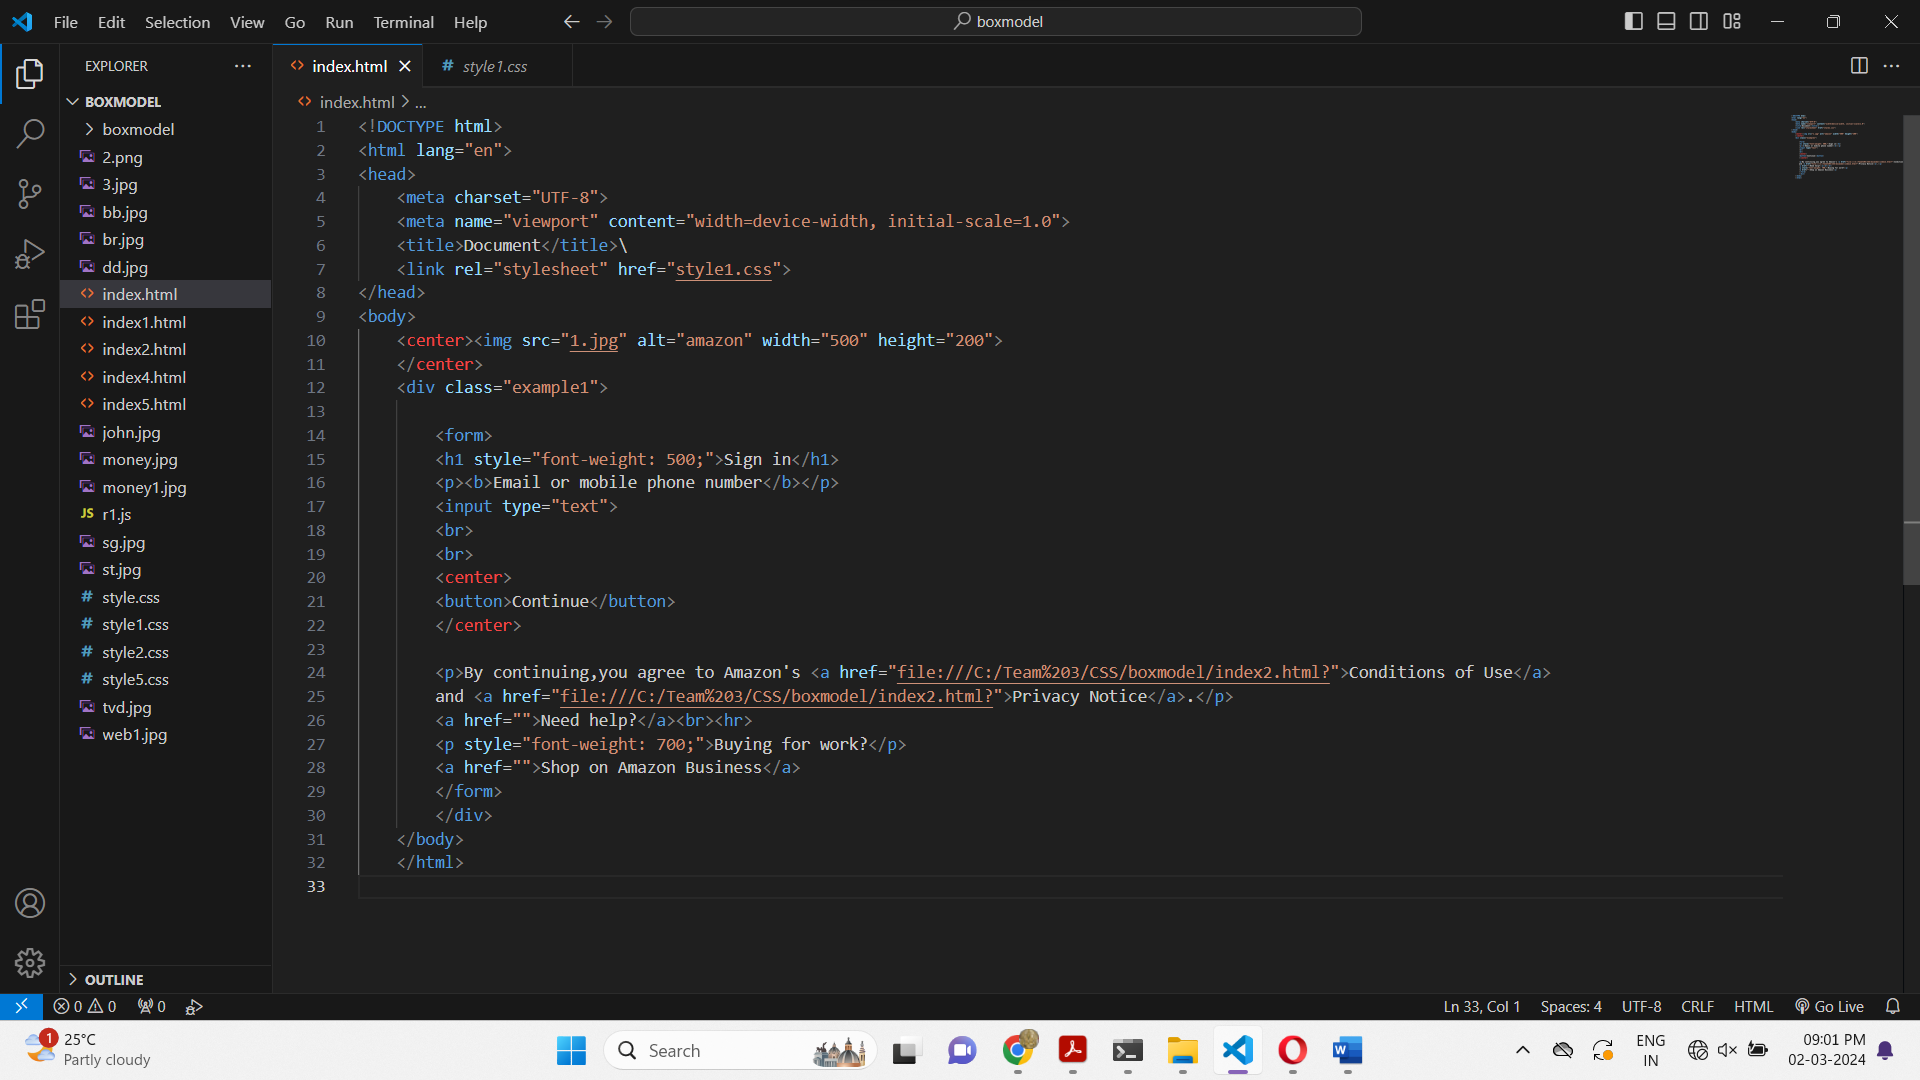 File Edit Selection View Go Run Terminal Help
boxmodel
EXPLORER
index.html
# style1.css
BOXMODEL
boxmodel
2.png
3.jpg
bb.jpg
br.jpg
dd.jpg
index.html
index1.html
index2.html
index4.html
index5.html
john.jpg
money.jpg
money1.jpg
JS r1.js
sg.jpg
st.jpg
# style.css
# style1.css
# style2.css
# style5.css
tvd.jpg
web1.jpg
OUTLINE
index.html > ...
1 <!DOCTYPE html>
2 <html lang="en">
3 <head>
4 <meta charset="UTF-8">
5 <meta name="viewport" content="width=device-width, initial-scale=1.0">
6 <title>Document</title>\
7 <link rel="stylesheet" href="style1.css">
8 </head>
9 <body>
10 <center><img src="1.jpg" alt="amazon" width="500" height="200">
11 </center>
12 <div class="example1">
13
14 <form>
15 <h1 style="font-weight: 500;">Sign in</h1>
16 <p><b>Email or mobile phone number</b></p>
17 <input type="text">
18 <br>
19 <br>
20 <center>
21 <button>Continue</button>
22 </center>
23
24 <p>By continuing,you agree to Amazon's <a href="file:///C:/Team%203/CSS/boxmodel/index2.html?">Conditions of Use</a>
25 and <a href="file:///C:/Team%203/CSS/boxmodel/index2.html?">Privacy Notice</a>.</p>
26 <a href="">Need help?</a><br><hr>
27 <p style="font-weight: 700;">Buying for work?</p>
28 <a href="">Shop on Amazon Business</a>
29 </form>
30 </div>
31 </body>
32 </html>
33
0 0 0
Ln 33, Col 1 Spaces: 4 UTF-8 CRLF HTML Go Live
1
25°C
Partly cloudy
Search
ENG
IN
09:01 PM
02-03-2024